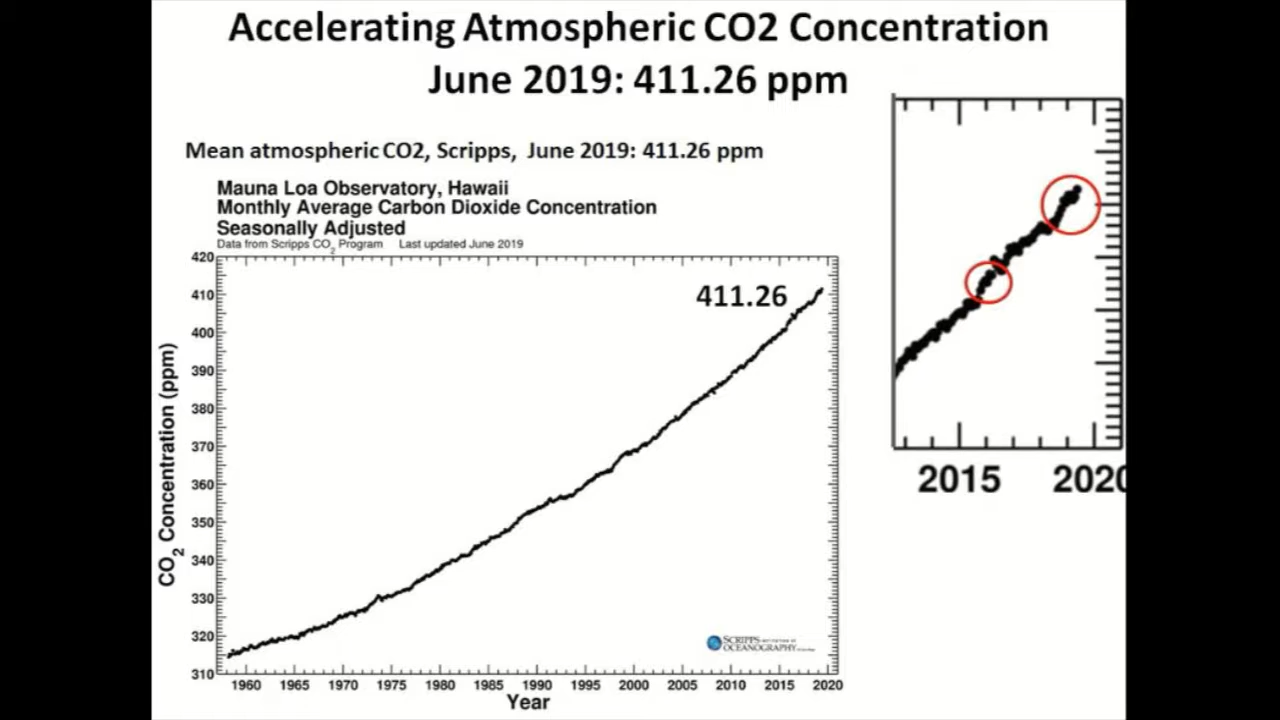 Accelerating Atmospheric CO2 Concentration
June 2019: 411.26 ppm
Mean atmospheric CO2, Scripps, June 2019: 411.26 ppm
Mauna Loa Observatory, Hawaii
Monthly Average Carbon Dioxide Concentration
Seasonally Adjusted
Data from Scripps CO2 Program Last updated June 2019
420
410
400
390
380
370
360
350
340
330
320
310
CO2 Concentration (ppm)
411.26
SCRIPPS INSTITUTION OF
OCEANOGRAPHY
1960 1965 1970 1975 1980 1985 1990 1995 2000 2005 2010 2015 2020
Year
2015 2020